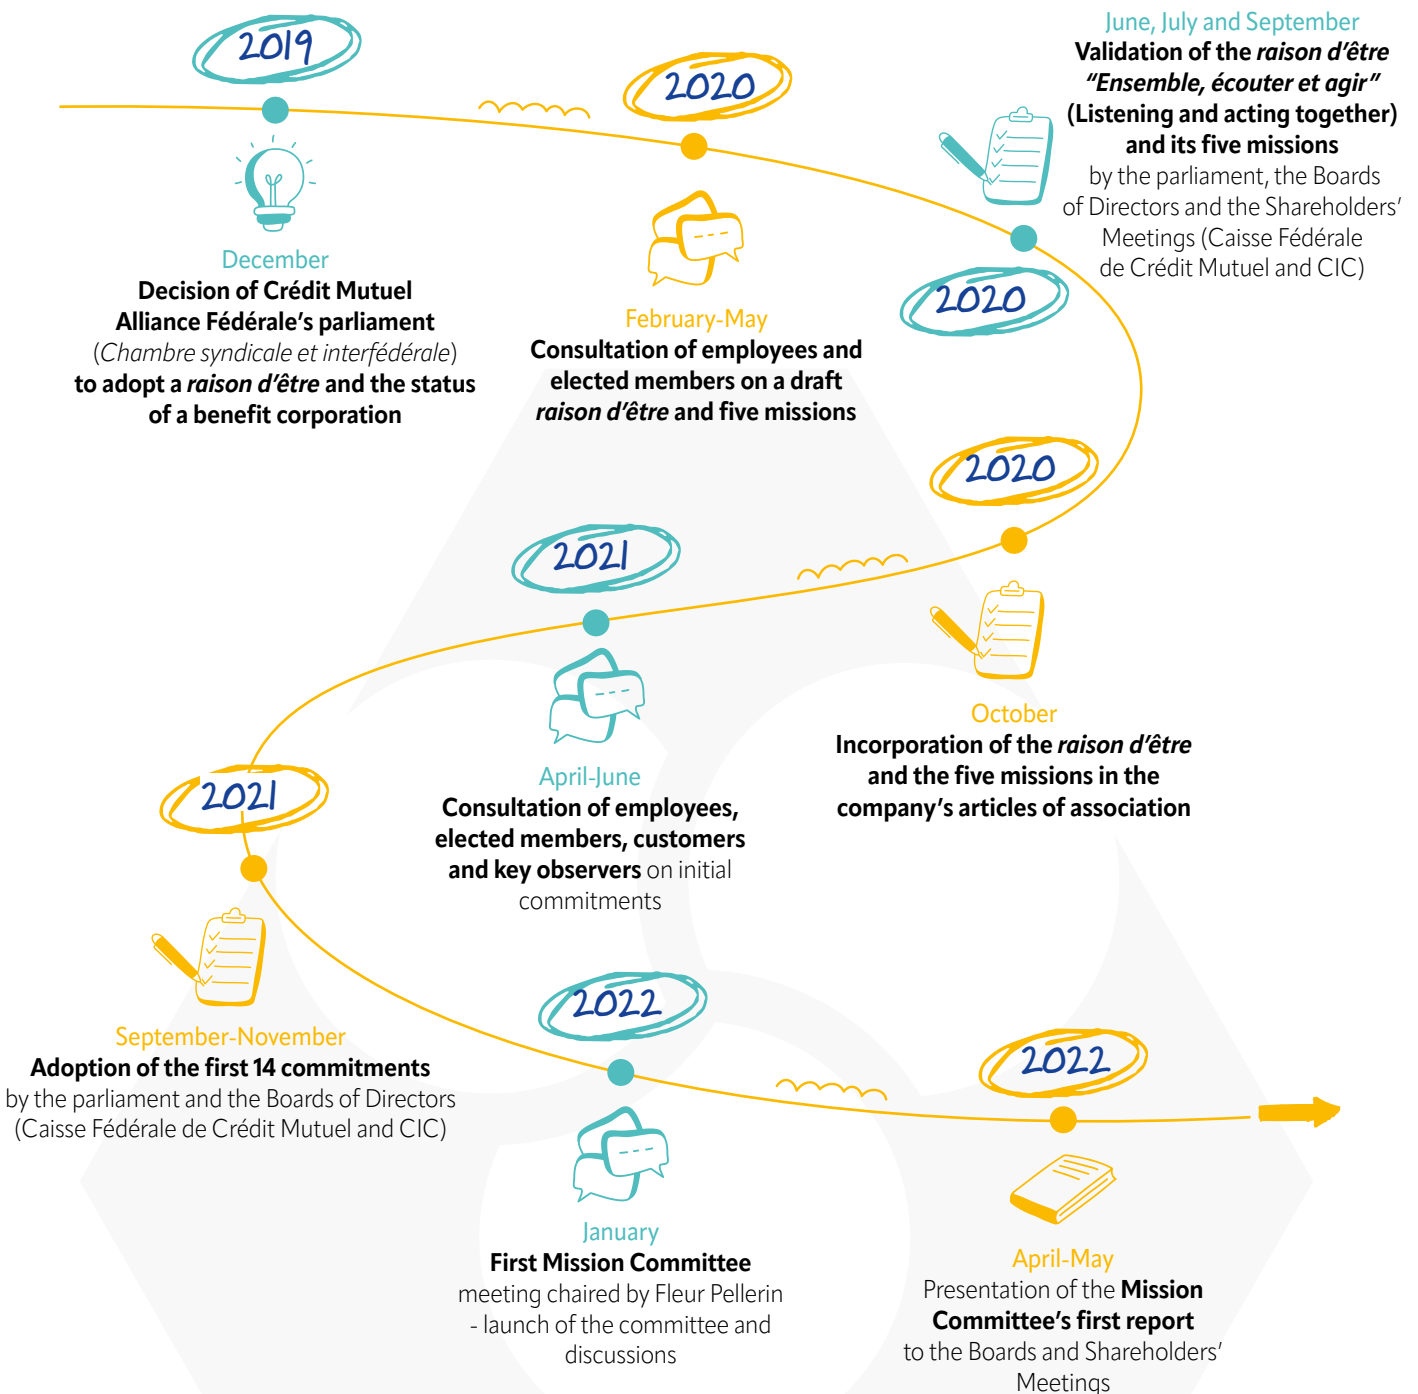 2019
December
Decision of Crédit Mutuel
Alliance Fédérale's parliament
(Chambre syndicale et interfédérale)
to adopt a raison d'être and the status
of a benefit corporation
2020
February-May
Consultation of employees and
elected members on a draft
raison d'être and five missions
June, July and September
Validation of the raison d'être
"Ensemble, écouter et agir"
(Listening and acting together)
and its five missions
by the parliament, the Boards
of Directors and the Shareholders'
Meetings (Caisse Fédérale
de Crédit Mutuel and CIC)
2020
2020
October
Incorporation of the raison d'être
and the five missions in the
company's articles of association
2021
April-June
Consultation of employees,
elected members, customers
and key observers on initial
commitments
2021
September-November
Adoption of the first 14 commitments
by the parliament and the Boards of Directors
(Caisse Fédérale de Crédit Mutuel and CIC)
2022
January
First Mission Committee
meeting chaired by Fleur Pellerin
- launch of the committee and
discussions
2022
April-May
Presentation of the Mission
Committee's first report
to the Boards and Shareholders'
Meetings